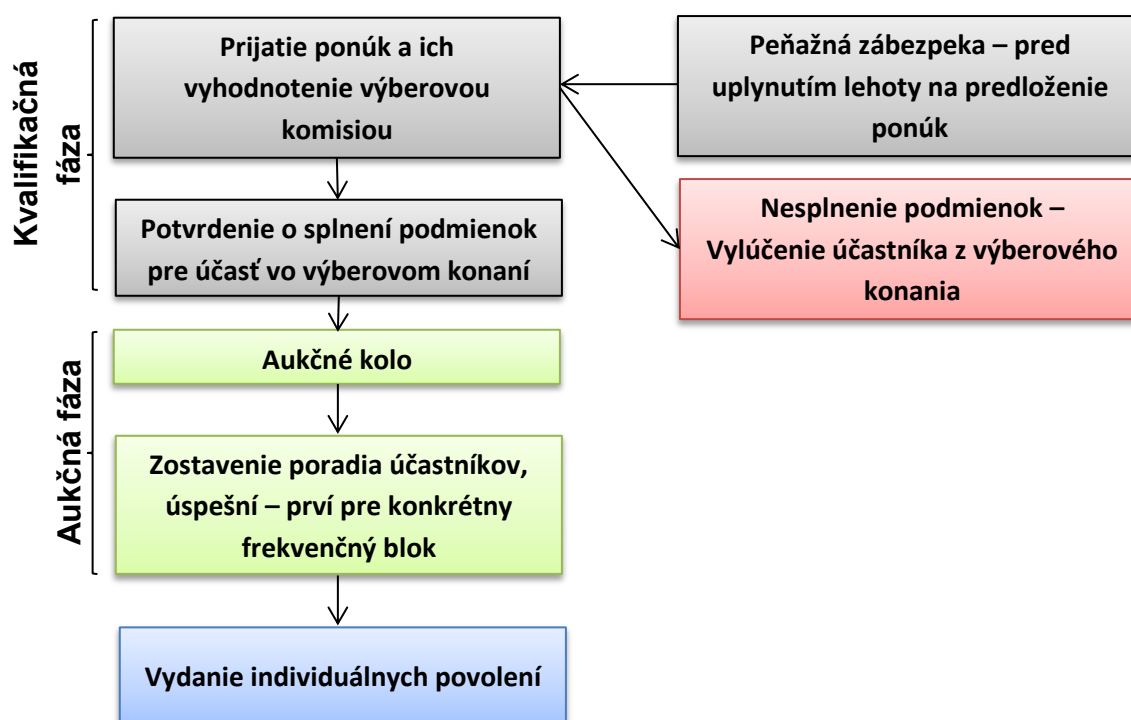 Kvalifikačná
fáza
Prijatie ponúk a ich
vyhodnotenie výberovou
komisiou
Peňažná zábezpeka – pred
uplynutím lehoty na predloženie
ponúk
Potvrdenie o splnení podmienok
pre účasť vo výberovom konaní
Nesplnenie podmienok –
Vylúčenie účastníka z výberového
konania
Aukčná fáza
Aukčné kolo
Zostavenie poradia účastníkov,
úspešní – prví pre konkrétny
frekvenčný blok
Vydanie individuálnych povolení